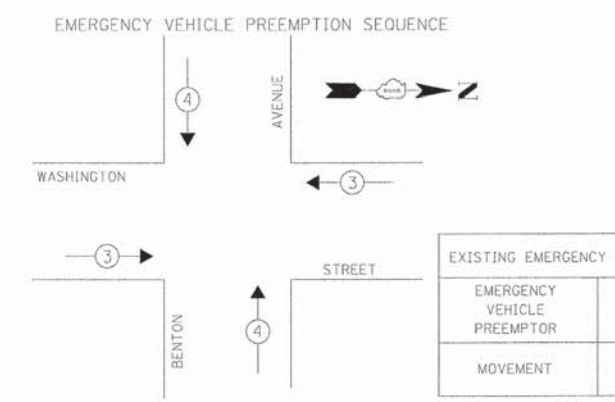 EMERGENCY VEHICLE PREEMPTION SEQUENCE
4
AVENUE
N
WASHINGTON
3
3
STREET
BENTON
4
EXISTING EMERGENCY
EMERGENCY
VEHICLE
PREEMPTOR
MOVEMENT